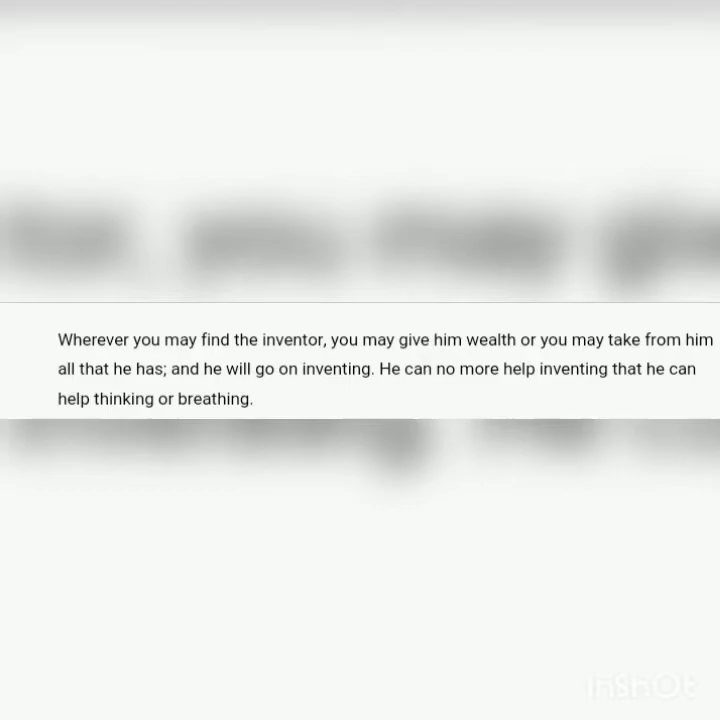 Wherever you may find the inventor, you may give him wealth or you may take from him
all that he has; and he will go on inventing. He can no more help inventing that he can
help thinking or breathing.
InShOt